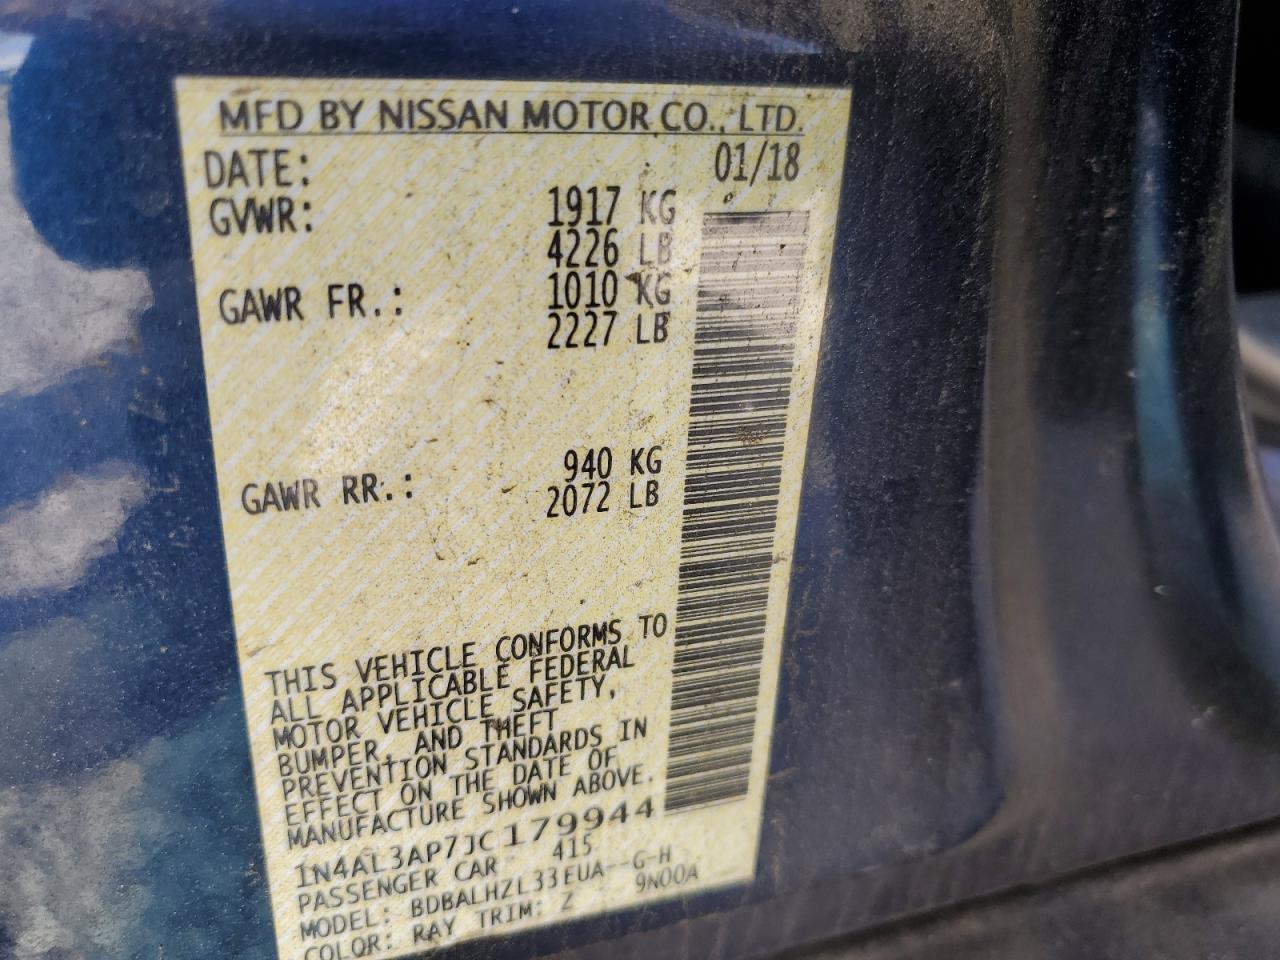 MFD BY NISSAN MOTOR CO., LTD.
DATE: 01/18
GVWR: 1917 KG
4226 LB
GAWR FR.: 1010 KG
2227 LB
GAWR RR.: 940 KG
2072 LB
THIS VEHICLE CONFORMS TO
ALL APPLICABLE FEDERAL
MOTOR VEHICLE SAFETY,
BUMPER, AND THEFT
PREVENTION STANDARDS IN
EFFECT ON THE DATE OF
MANUFACTURE SHOWN ABOVE.
1N4AL3AP7JC179944
PASSENGER CAR 415
MODEL: BDBALHZL33EUA--G-H
COLOR: RAY TRIM: Z 9N00A